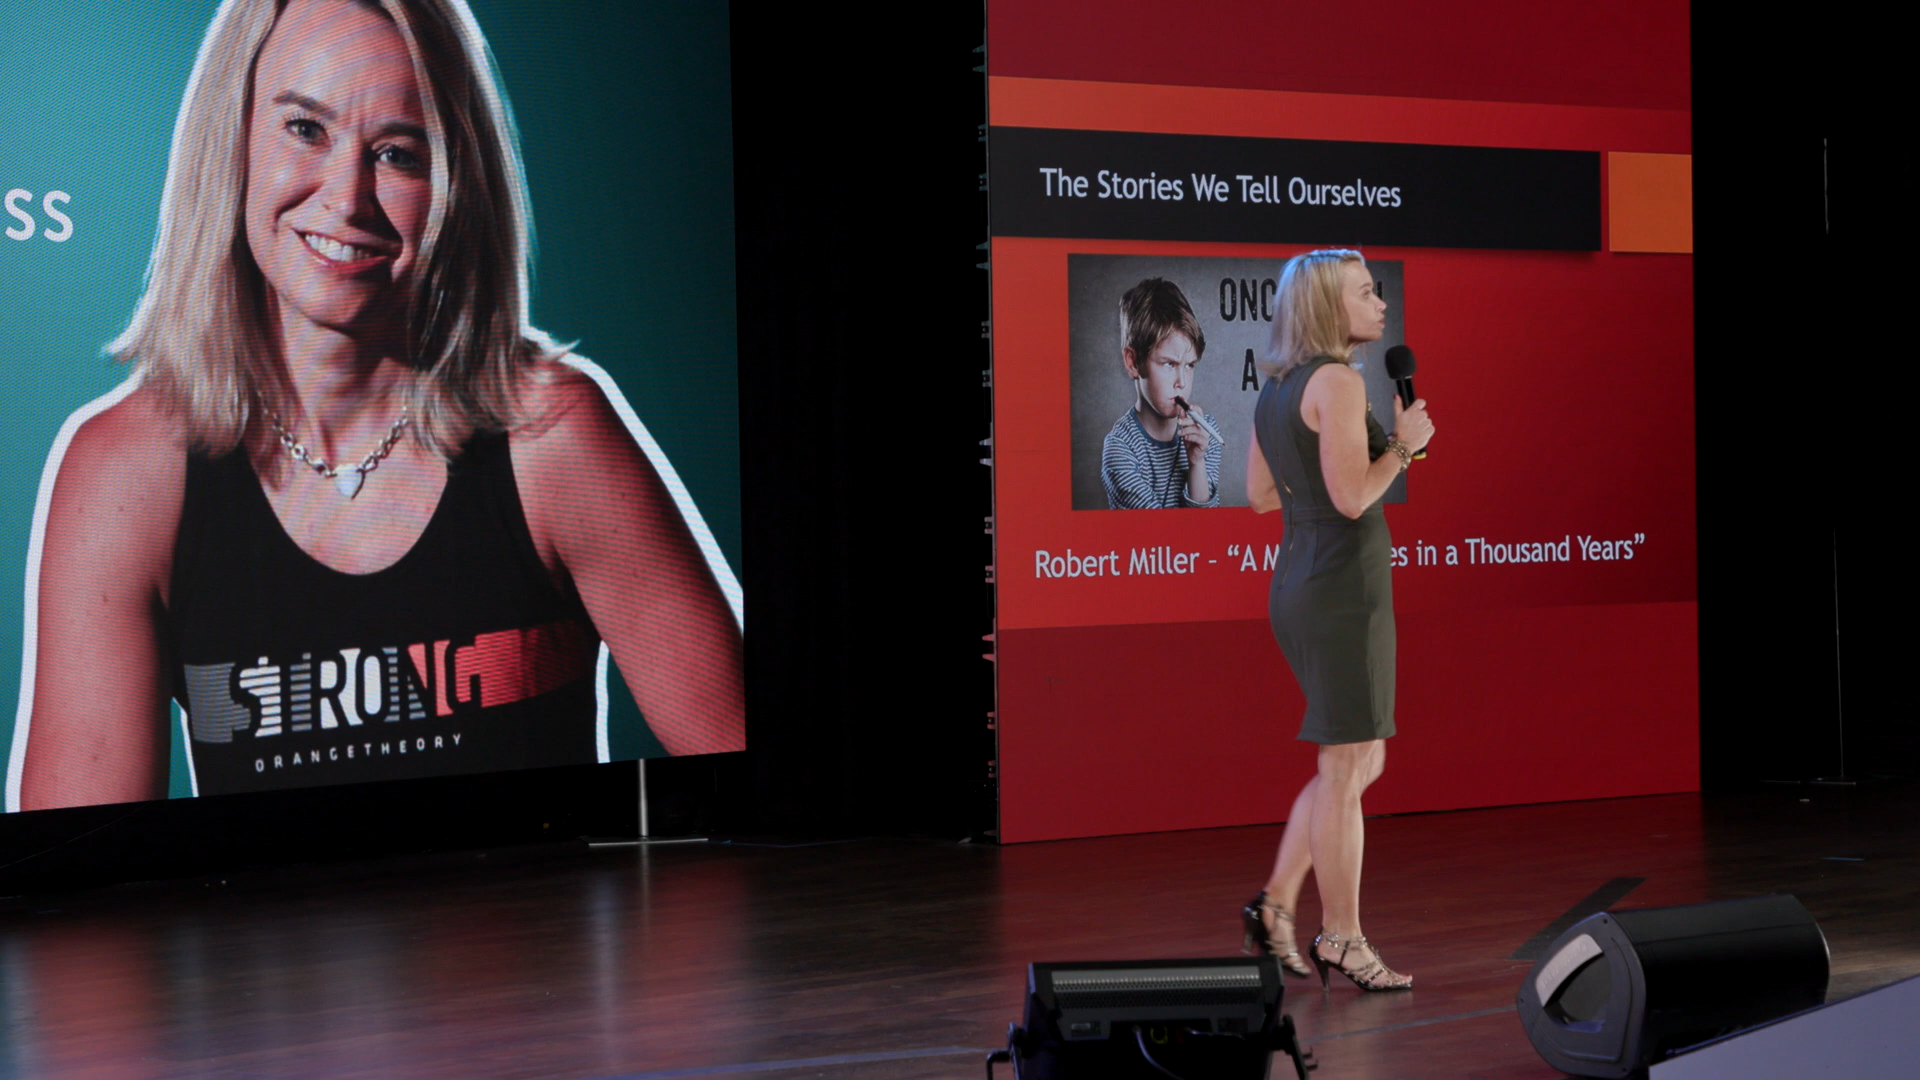 SS
STRONG
ORANGETHEORY
The Stories We Tell Ourselves
ONC
A
Robert Miller - “A M es in a Thousand Years”